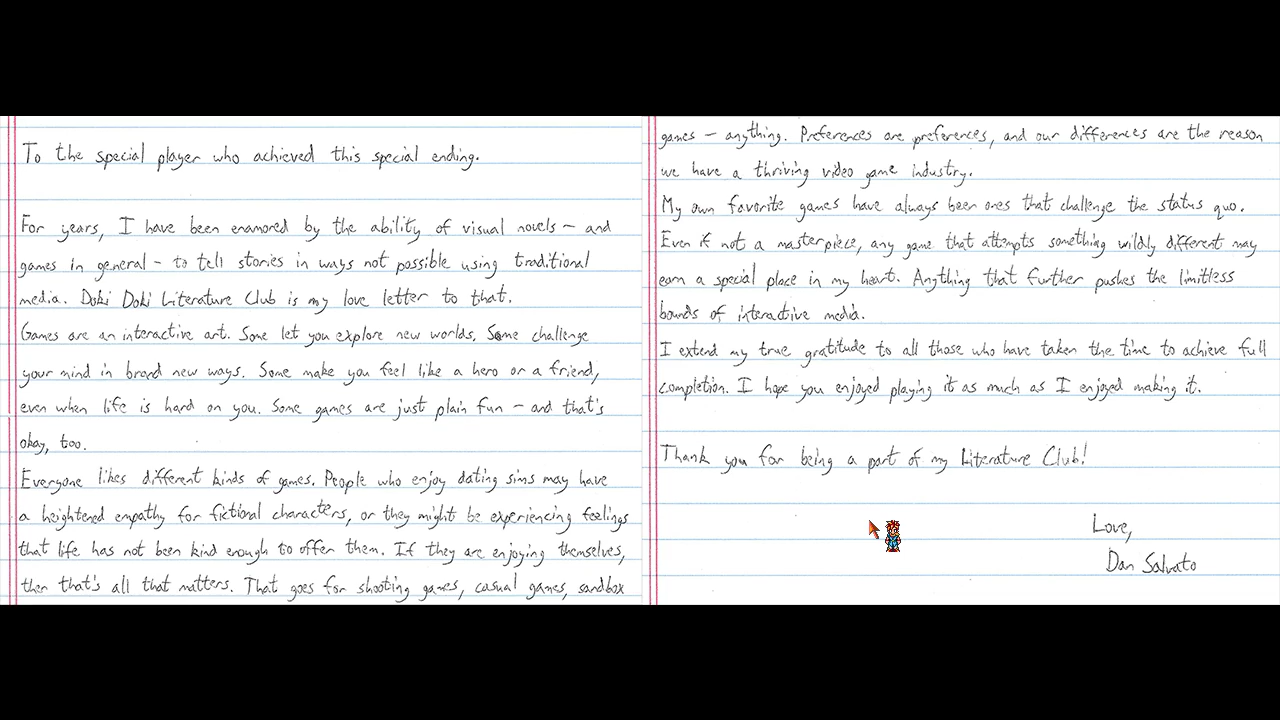 To the special player who achieved this special ending.
For years, I have been enamored by the ability of visual novels - and
games in general - to tell stories in ways not possible using traditional
media. Doki Doki Literature Club is my love letter to that.
Games are an interactive art. Some let you explore new worlds. Some challenge
your mind in brand new ways. Some make you feel like a hero or a friend,
even when life is hard on you. Some games are just plain fun - and that's
okay, too.
Everyone likes different kinds of games. People who enjoy dating sims may have
a heightened empathy for fictional characters, or they might be experiencing feelings
that life has not been kind enough to offer them. If they are enjoying themselves,
then that's all that matters. That goes for shooting games, casual games, sandbox
games - anything. Preferences are preferences, and our differences are the reason
we have a thriving video game industry.
My own favorite games have always been ones that challenge the status quo.
Even if not a masterpiece, any game that attempts something wildly different may
earn a special place in my heart. Anything that further pushes the limitless
bounds of interactive media.
I extend my true gratitude to all those who have taken the time to achieve full
completion. I hope you enjoyed playing it as much as I enjoyed making it.
Thank you for being a part of my Literature Club!
Love,
Dan Salvato